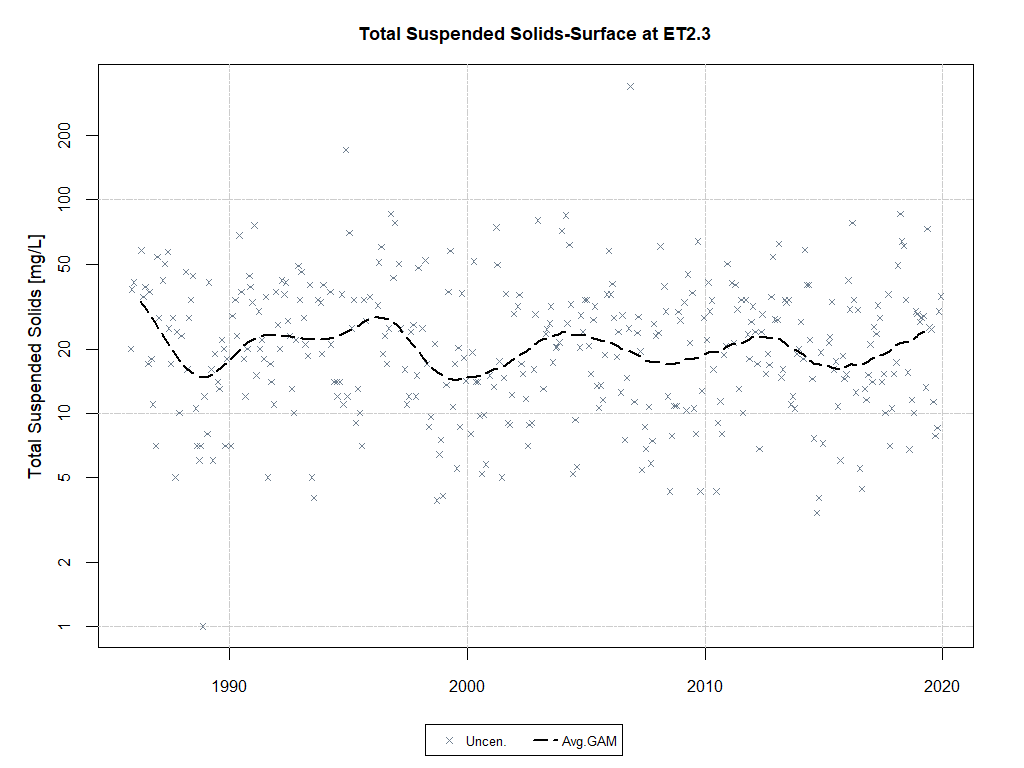 Total Suspended Solids-Surface at ET2.3
Total Suspended Solids [mg/L]
200
100
50
20
10
5
2
1
1990 2000 2010 2020
Uncen. Avg.GAM